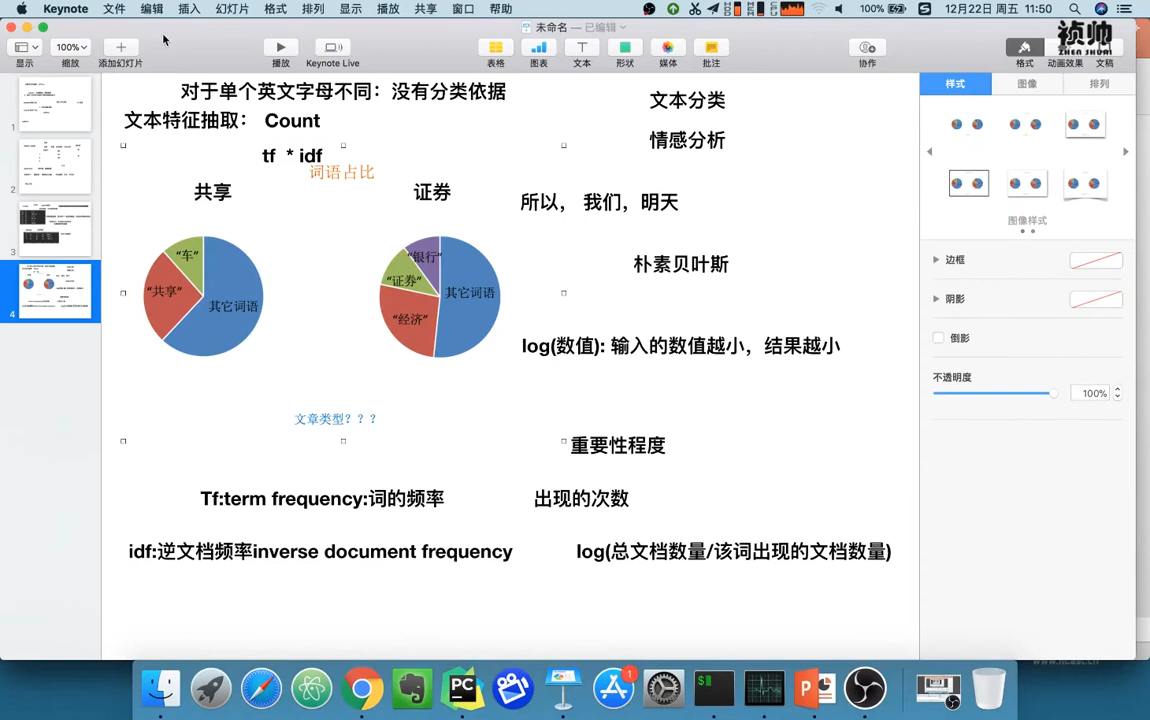 Keynote 文件 编辑 插入 幻灯片 格式 排列 显示 播放 共享 窗口 帮助 100% 12月22日 周五 11:50
未命名 — 已编辑
祯帅
ZHEN SHUAI
100%
显示 缩放 添加幻灯片 播放 Keynote Live 表格 图表 文本 形状 媒体 批注 协作 格式 动画效果 文稿
1
2
3
4
对于单个英文字母不同：没有分类依据
文本特征抽取： Count
tf * idf
词语占比
共享
证券
文本分类
情感分析
所以， 我们，明天
朴素贝叶斯
“车”
“共享”
其它词语
“银行”
“证券”
“经济”
其它词语
log(数值): 输入的数值越小，结果越小
文章类型？？？
重要性程度
Tf:term frequency:词的频率
出现的次数
idf:逆文档频率inverse document frequency
log(总文档数量/该词出现的文档数量)
样式 图像 排列
图像样式
边框
阴影
倒影
不透明度
100%
PC
1
$
P